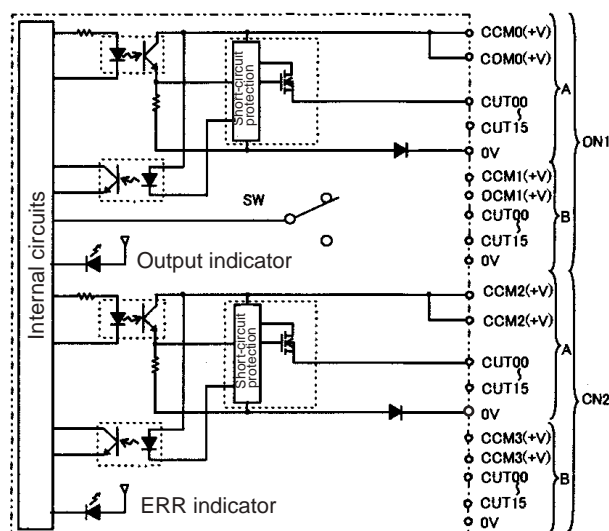 Internal circuits
Short-circuit
protection
CCM0(+V)
COM0(+V)
CUT00
CUT15
0V
A
CCM1(+V)
OCM1(+V)
CUT00
CUT15
0V
B
ON1
SW
Output indicator
Short-circuit
protection
CCM2(+V)
CCM2(+V)
CUT00
CUT15
0V
A
CCM3(+V)
CCM3(+V)
CUT00
CUT15
0V
B
CN2
ERR indicator